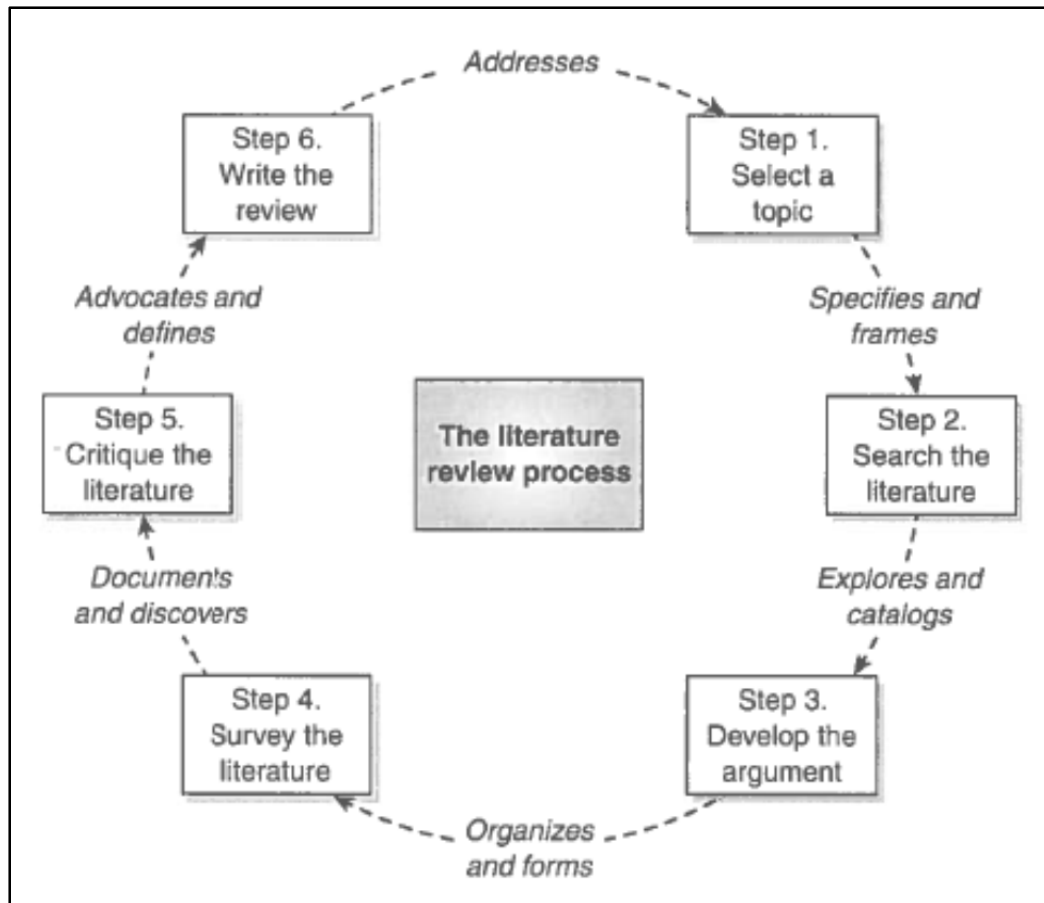 Addresses
Step 6.
Write the
review
Step 1.
Select a
topic
Advocates and
defines
Specifies and
frames
Step 5.
Critique the
literature
The literature
review process
Step 2.
Search the
literature
Documents
and discovers
Explores and
catalogs
Step 4.
Survey the
literature
Step 3.
Develop the
argument
Organizes
and forms